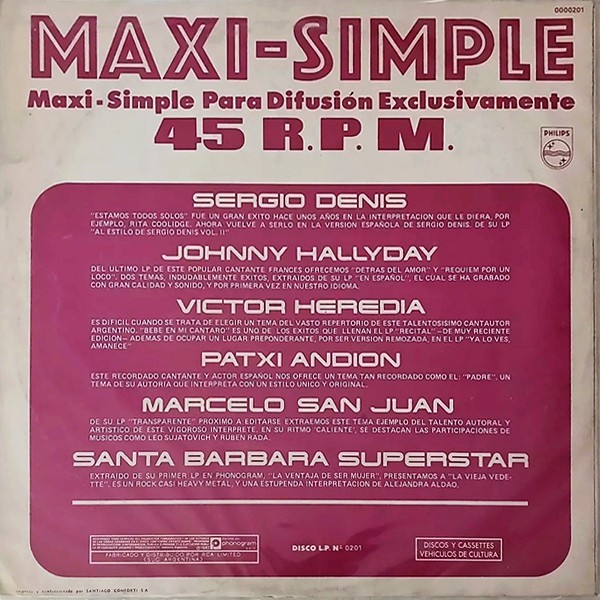 0000201
MAXI-SIMPLE
Maxi-Simple Para Difusión Exclusivamente
45 R.P.M.
PHILIPS
SERGIO DENIS
"ESTAMOS TODOS SOLOS" FUE UN GRAN EXITO HACE UNOS AÑOS EN LA INTERPRETACION QUE LE DIERA, POR
EJEMPLO, RITA COOLIDGE. AHORA VUELVE A SERLO EN LA VERSION ESPAÑOLA DE SERGIO DENIS. DE SU LP
"AL ESTILO DE SERGIO DENIS VOL. II"
JOHNNY HALLYDAY
DEL ULTIMO LP DE ESTE POPULAR CANTANTE FRANCES OFRECEMOS "DETRAS DEL AMOR" Y "REQUIEM POR UN
LOCO". DOS TEMAS, INDUDABLEMENTE EXITOS, EXTRAIDOS DE SU LP "EN ESPAÑOL", EL CUAL SE HA GRABADO
CON GRAN CALIDAD Y SONIDO, Y POR PRIMERA VEZ EN NUESTRO IDIOMA.
VICTOR HEREDIA
ES DIFICIL CUANDO SE TRATA DE ELEGIR UN TEMA DEL VASTO REPERTORIO DE ESTE TALENTOSISIMO CANTAUTOR
ARGENTINO. "BEBE EN MI CANTARO" ES UNO DE LOS EXITOS QUE LLENAN EL LP "RECITAL" -DE MUY RECIENTE
EDICION- ADEMAS DE OCUPAR UN LUGAR PREPONDERANTE, POR SER VERSION REMOZADA, EN EL LP "YA LO VES,
AMANECE"
PATXI ANDION
ESTE RECORDADO CANTANTE Y ACTOR ESPAÑOL NOS OFRECE UN TEMA TAN RECORDADO COMO EL: "PADRE", UN
TEMA DE SU AUTORIA QUE INTERPRETA CON UN ESTILO UNICO Y ORIGINAL.
MARCELO SAN JUAN
DE SU LP "TRANSPARENTE" PROXIMO A EDITARSE EXTRAEMOS ESTE TEMA EJEMPLO DEL TALENTO AUTORAL Y
ARTISTICO DE ESTE VIGOROSO INTERPRETE. EN SU RITMO 'CALIENTE', SE DESTACAN LAS PARTICIPACIONES DE
MUSICOS COMO LEO SUJATOVICH Y RUBEN RADA.
SANTA BARBARA SUPERSTAR
EXTRAIDO DE SU PRIMER LP EN PHONOGRAM, "LA VENTAJA DE SER MUJER", PRESENTAMOS A "LA VIEJA VEDE-
TTE". ES UN ROCK CASI HEAVY METAL, Y UNA ESTUPENDA INTERPRETACION DE ALEJANDRA ALDAO.
phonogram
FABRICADO Y DISTRIBUIDO POR RCA LIMITED
(SUC ARGENTINA)
DISCO L.P. Nº 0201
DISCOS Y CASSETTES
VEHICULOS DE CULTURA
impreso y confeccionado por SANTIAGO CONFORTI S A